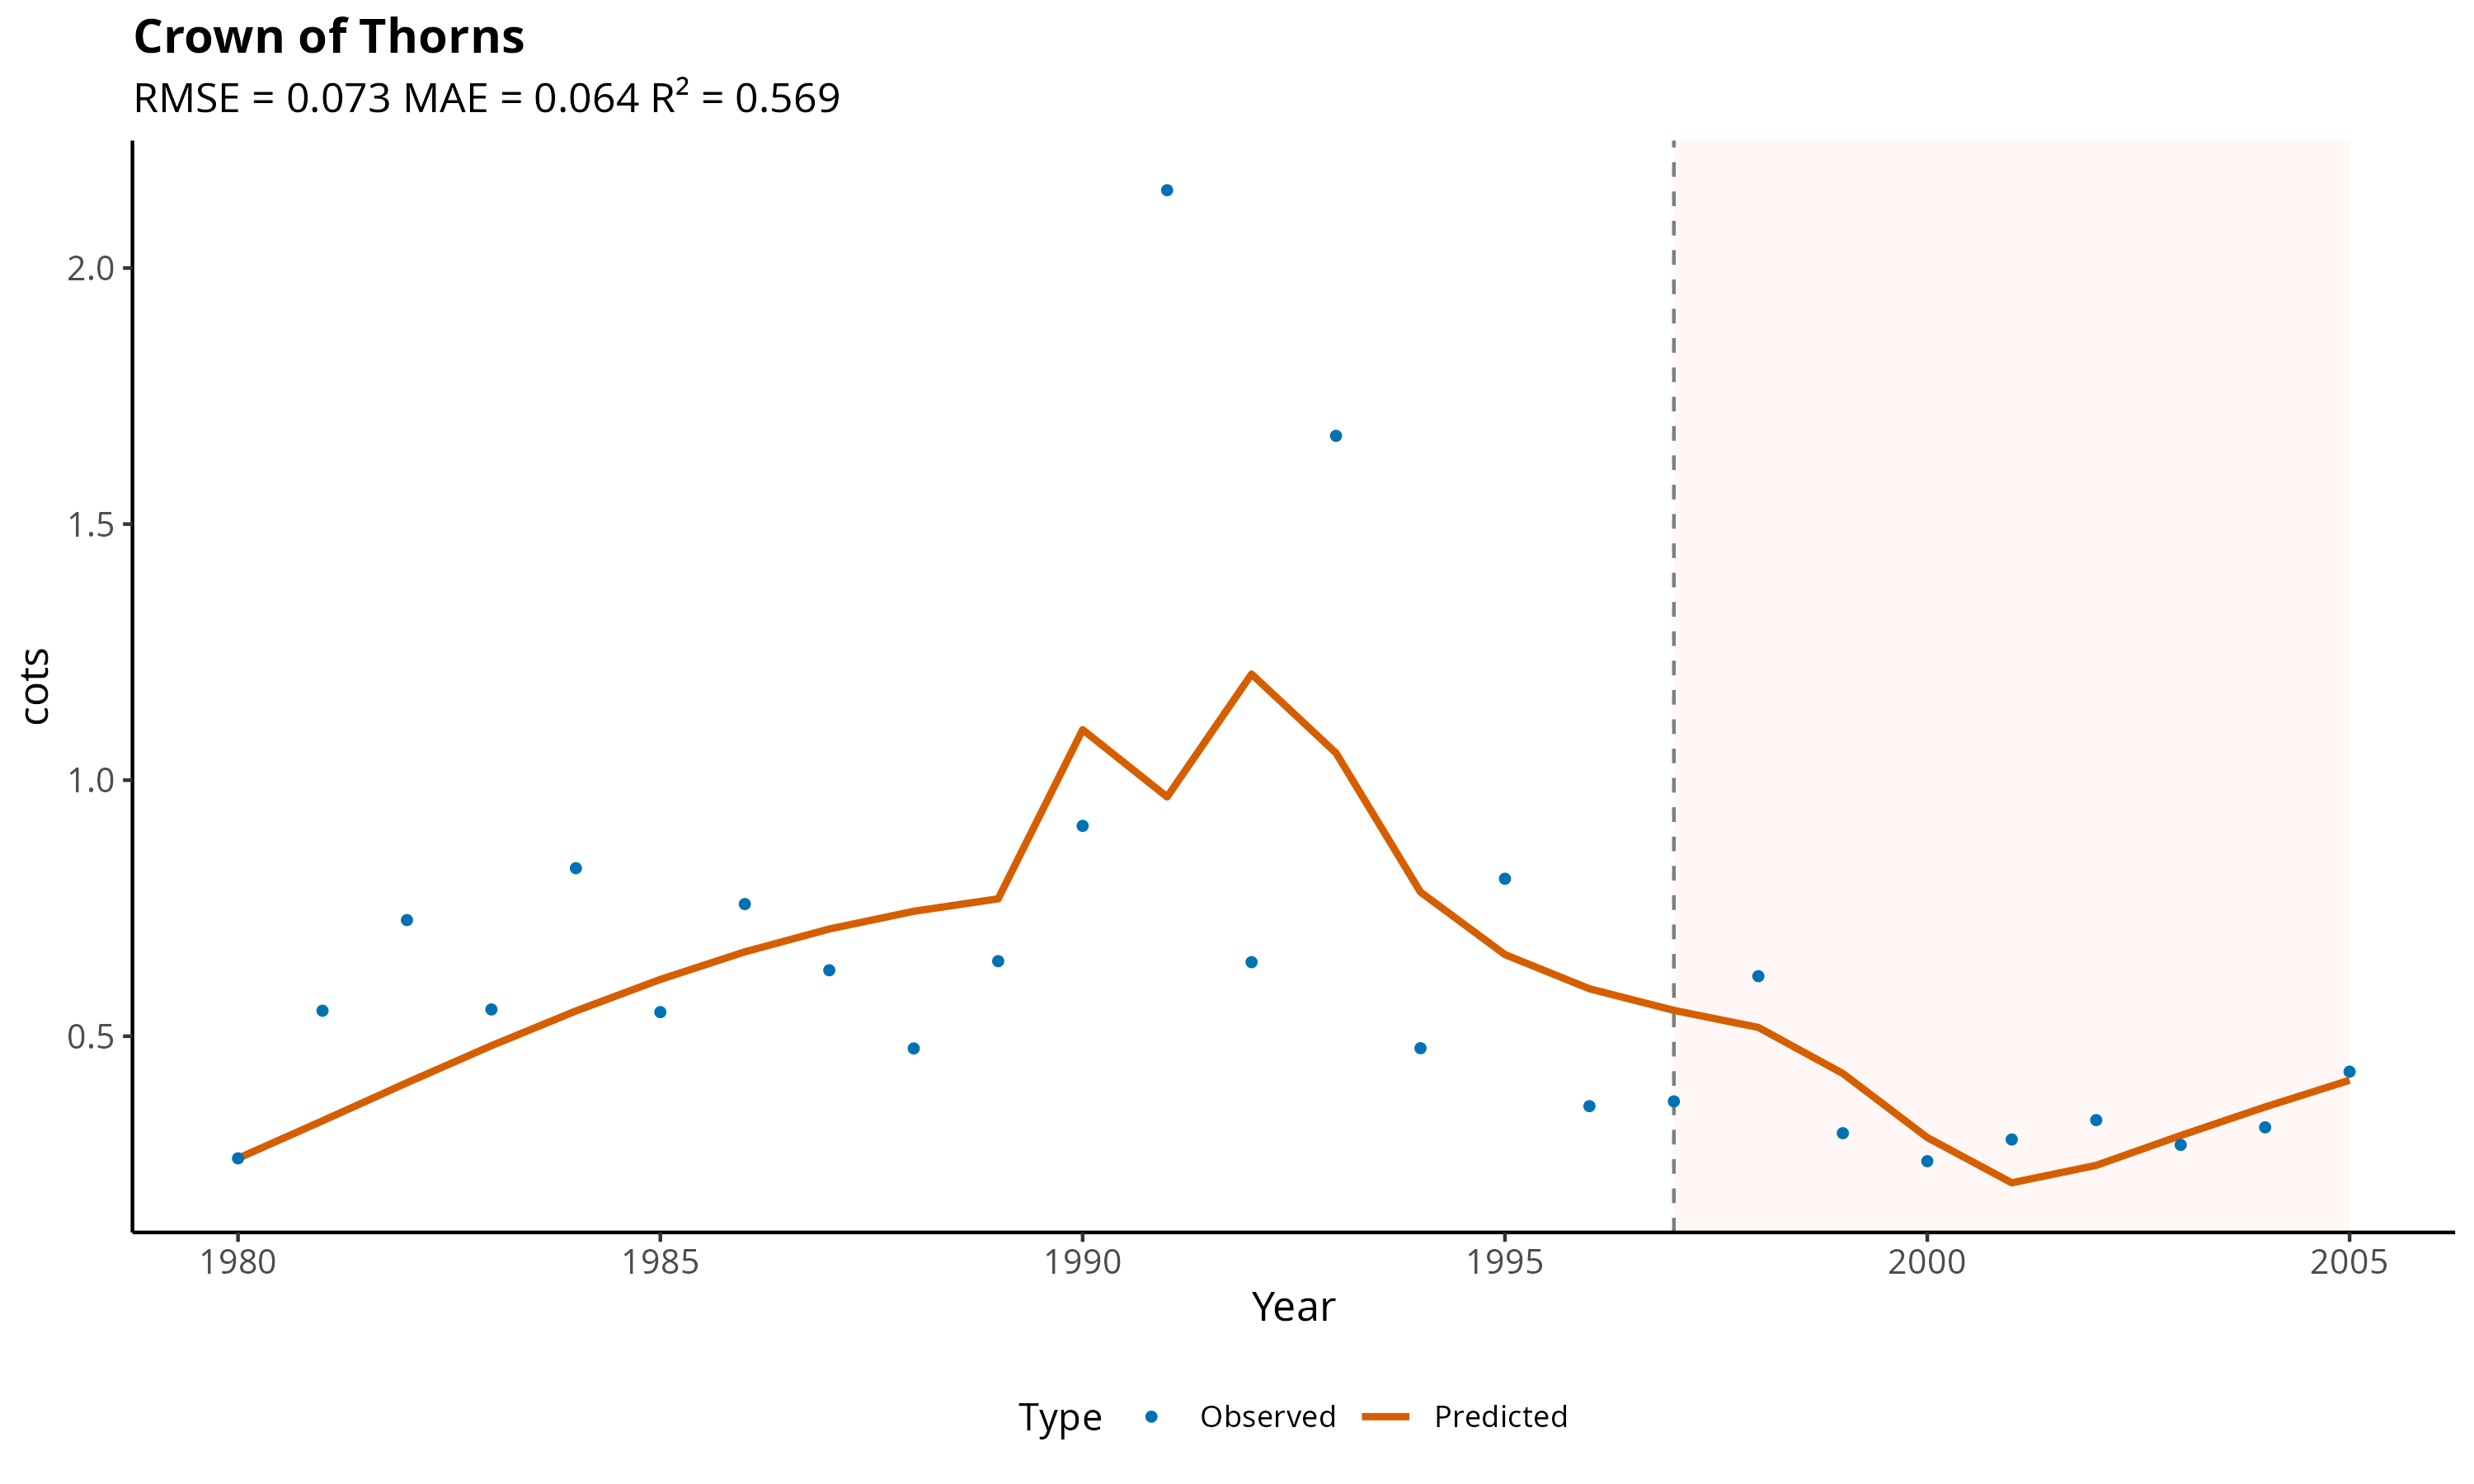 Crown of Thorns
RMSE = 0.073 MAE = 0.064 R² = 0.569
cots
2.0
1.5
1.0
0.5
1980 1985 1990 1995 2000 2005
Year
Type Observed Predicted